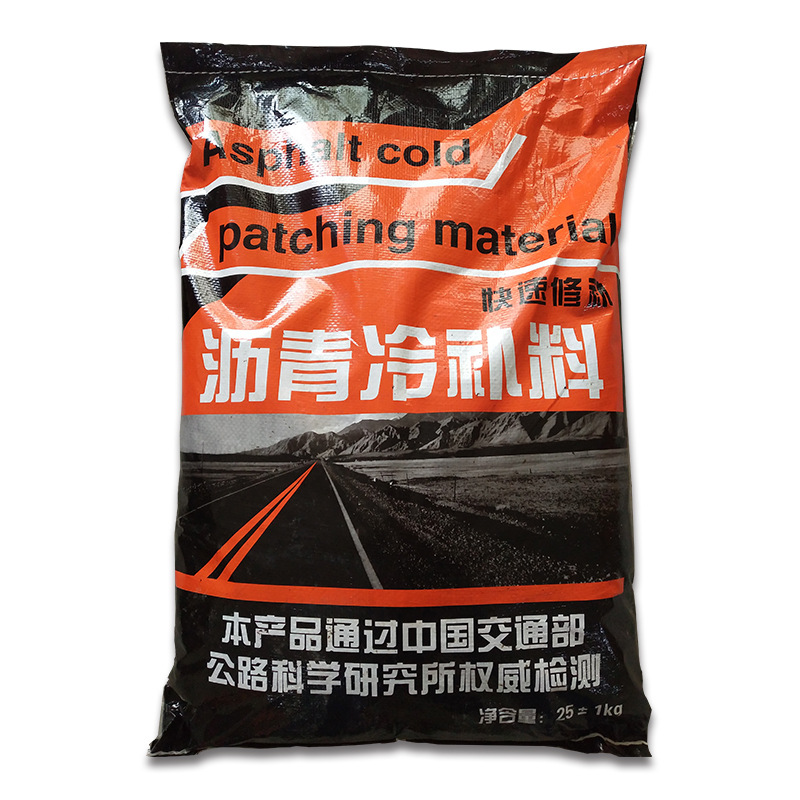 Asphalt cold
patching material
快速修补
沥青冷补料
本产品通过中国交通部
公路科学研究所权威检测
净含量: 25±1kg